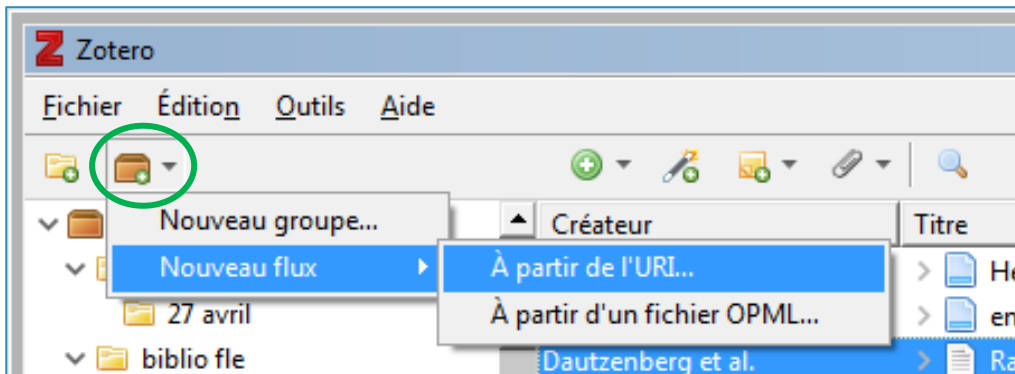 Zotero
Fichier Édition Outils Aide
Nouveau groupe...
Créateur Titre
Nouveau flux À partir de l'URI...
27 avril À partir d'un fichier OPML...
biblio fle Dautzenberg et al.